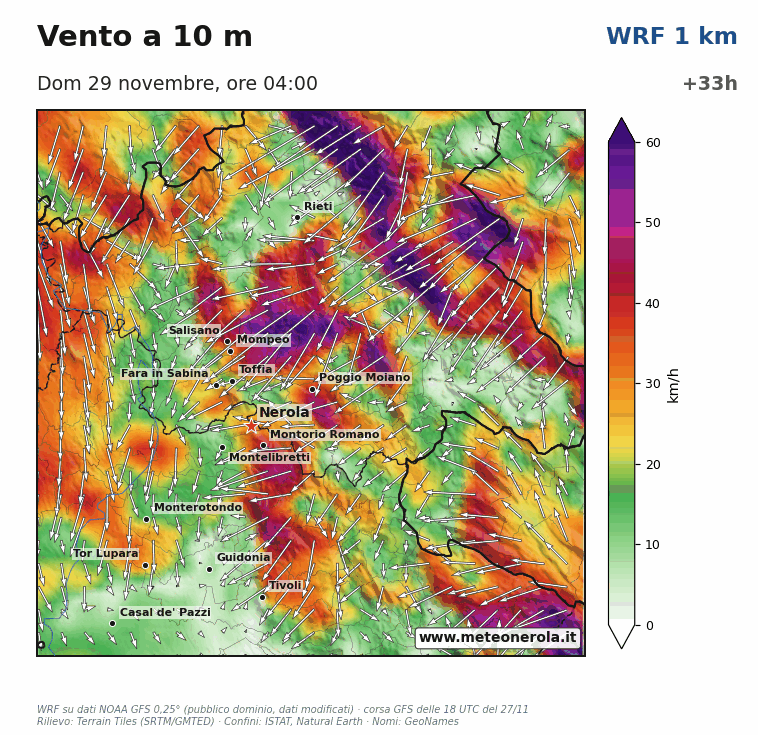 Vento a 10 m
WRF 1 km
Dom 29 novembre, ore 04:00
+33h
Rieti
Salisano
Mompeo
Fara in Sabina
Toffia
Poggio Moiano
Nerola
Montorio Romano
Montelibretti
Monterotondo
Tor Lupara
Guidonia
Tivoli
Casal de' Pazzi
www.meteonerola.it
60
50
40
30
20
10
0
km/h
WRF su dati NOAA GFS 0,25° (pubblico dominio, dati modificati) · corsa GFS delle 18 UTC del 27/11
Rilievo: Terrain Tiles (SRTM/GMTED) · Confini: ISTAT, Natural Earth · Nomi: GeoNames